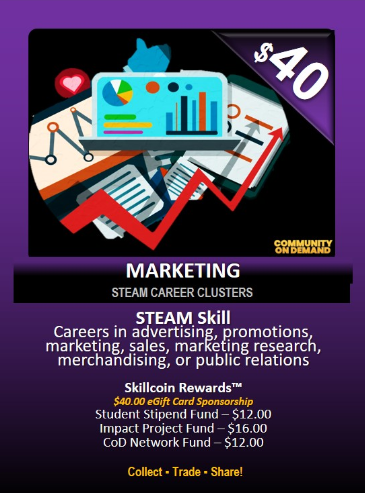 $40
COMMUNITY
ON DEMAND
MARKETING
STEAM CAREER CLUSTERS
STEAM Skill
Careers in advertising, promotions,
marketing, sales, marketing research,
merchandising, or public relations
Skillcoin Rewards™
$40.00 eGift Card Sponsorship
Student Stipend Fund – $12.00
Impact Project Fund – $16.00
CoD Network Fund – $12.00
Collect ▪ Trade ▪ Share!